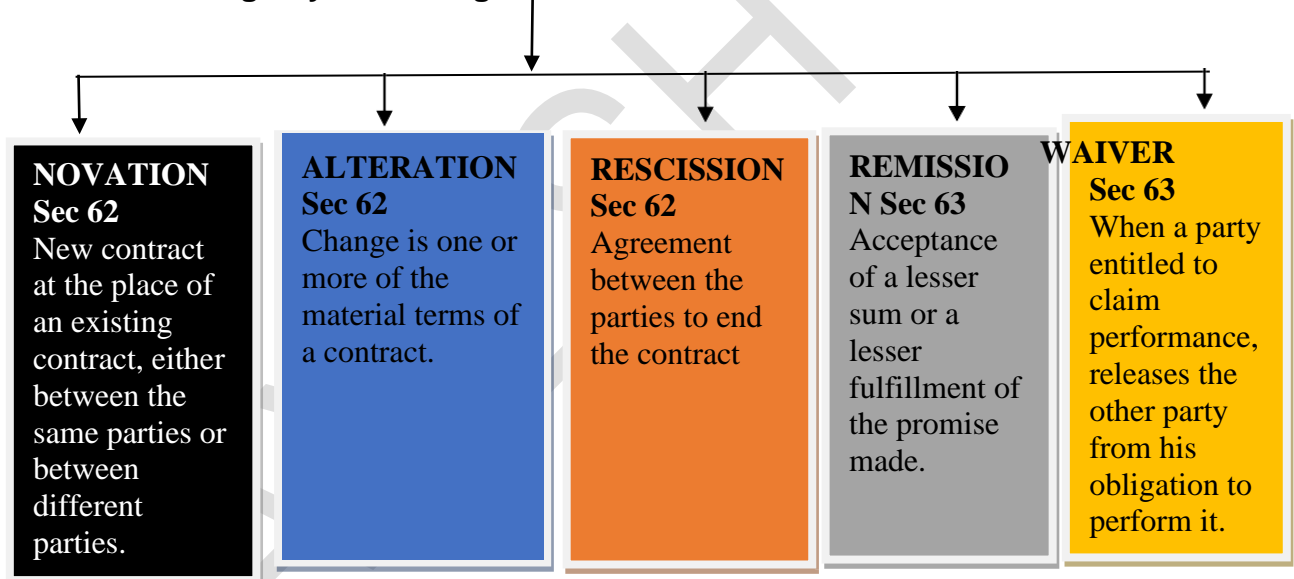 NOVATION
Sec 62
New contract
at the place of
an existing
contract, either
between the
same parties or
between
different
parties.
ALTERATION
Sec 62
Change is one or
more of the
material terms of
a contract.
RESCISSION
Sec 62
Agreement
between the
parties to end
the contract
REMISSIO
N Sec 63
Acceptance
of a lesser
sum or a
lesser
fulfillment of
the promise
made.
WAIVER
Sec 63
When a party
entitled to
claim
performance,
releases the
other party
from his
obligation to
perform it.